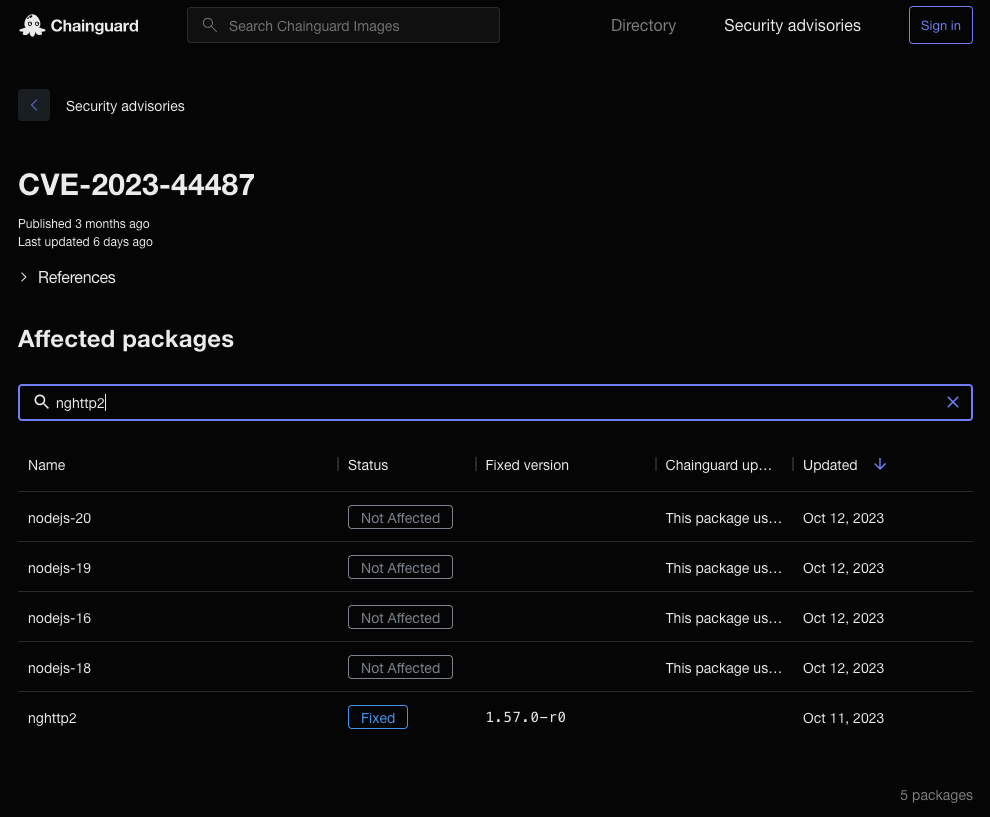 Chainguard Search Chainguard Images Directory Security advisories Sign in
Security advisories
CVE-2023-44487
Published 3 months ago
Last updated 6 days ago
References
Affected packages
nghttp2
Name Status Fixed version Chainguard up... Updated
nodejs-20 Not Affected This package us... Oct 12, 2023
nodejs-19 Not Affected This package us... Oct 12, 2023
nodejs-16 Not Affected This package us... Oct 12, 2023
nodejs-18 Not Affected This package us... Oct 12, 2023
nghttp2 Fixed 1.57.0-r0 Oct 11, 2023
5 packages